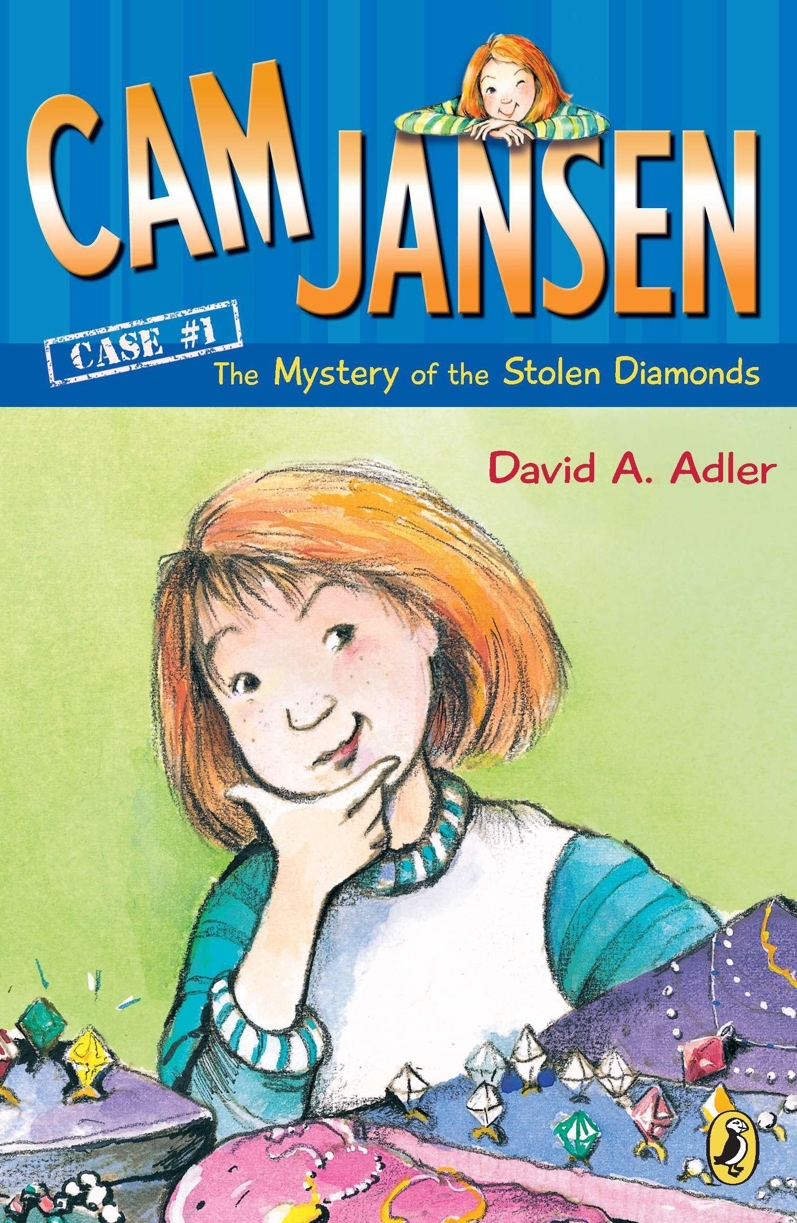 CAM
JANSEN
CASE #1
The Mystery of the Stolen Diamonds
David A. Adler